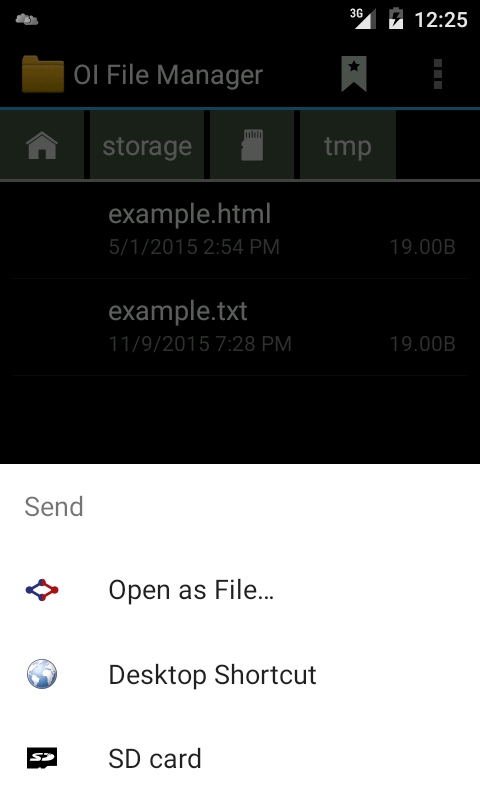 3G 12:25
OI File Manager
storage tmp
example.html
5/1/2015 2:54 PM 19.00B
example.txt
11/9/2015 7:28 PM 19.00B
Send
Open as File…
Desktop Shortcut
SD SD card